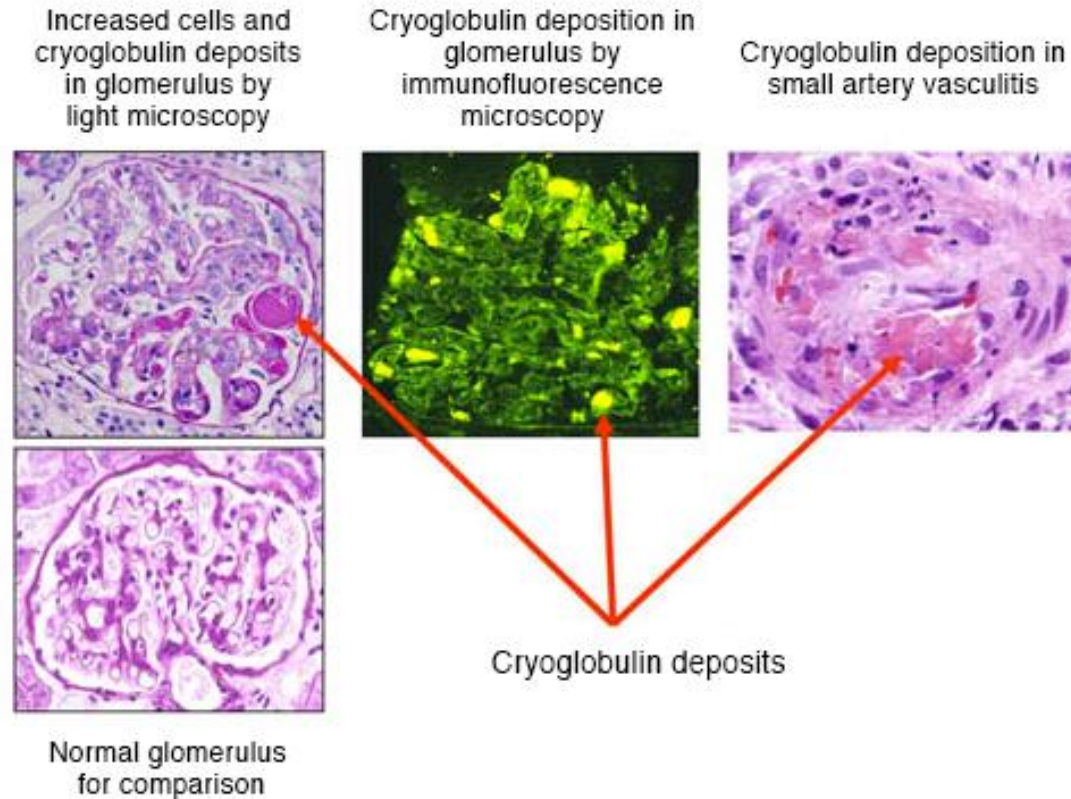 Increased cells and
cryoglobulin deposits
in glomerulus by
light microscopy
Cryoglobulin deposition in
glomerulus by
immunofluorescence
microscopy
Cryoglobulin deposition in
small artery vasculitis
Cryoglobulin deposits
Normal glomerulus
for comparison